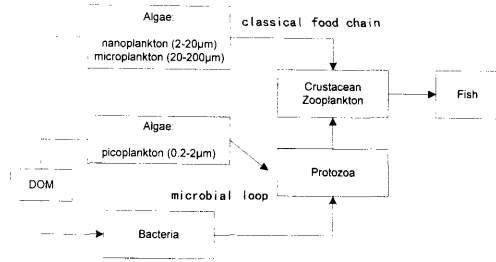 Algae:
nanoplankton (2-20µm)
microplankton (20-200µm)
classical food chain
Crustacean
Zooplankton
Fish
Algae:
picoplankton (0.2-2µm)
Protozoa
DOM
microbial loop
Bacteria